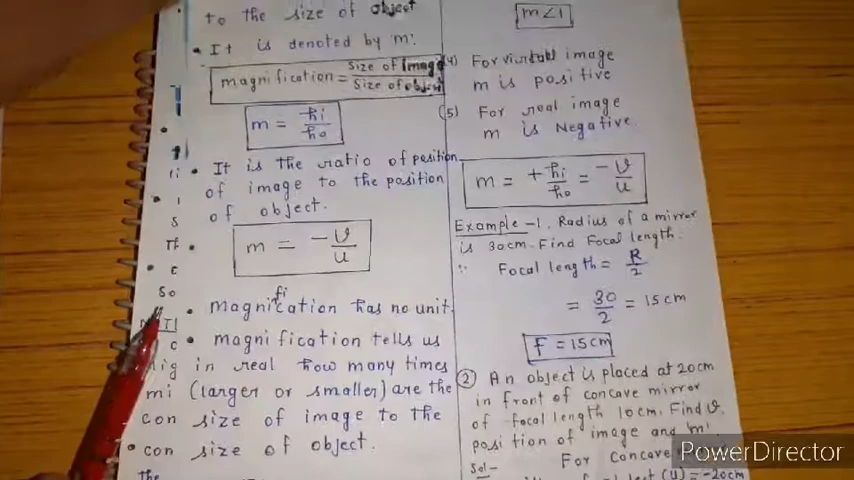 to the size of object
• It is denoted by 'm'.
magnification = Size of image / Size of object
m = hi / ho
• It is the ratio of position
of image to the position
of object.
m = -v / u
• magnification has no unit.
• magnification tells us
in real how many times
(larger or smaller) are the
size of image to the
size of object.
m < 1
4) For virtual image
m is positive
(5) For real image
m is Negative.
m = + hi / ho = -v / u
Example-1. Radius of a mirror
is 30cm. Find Focal length.
∵ Focal length = R / 2
= 30 / 2 = 15 cm
f = 15cm
② An object is placed at 20cm
in front of concave mirror
of focal length 10cm. Find v.
position of image and 'm'
Sol- For concave
(u) = -20cm
PowerDirector